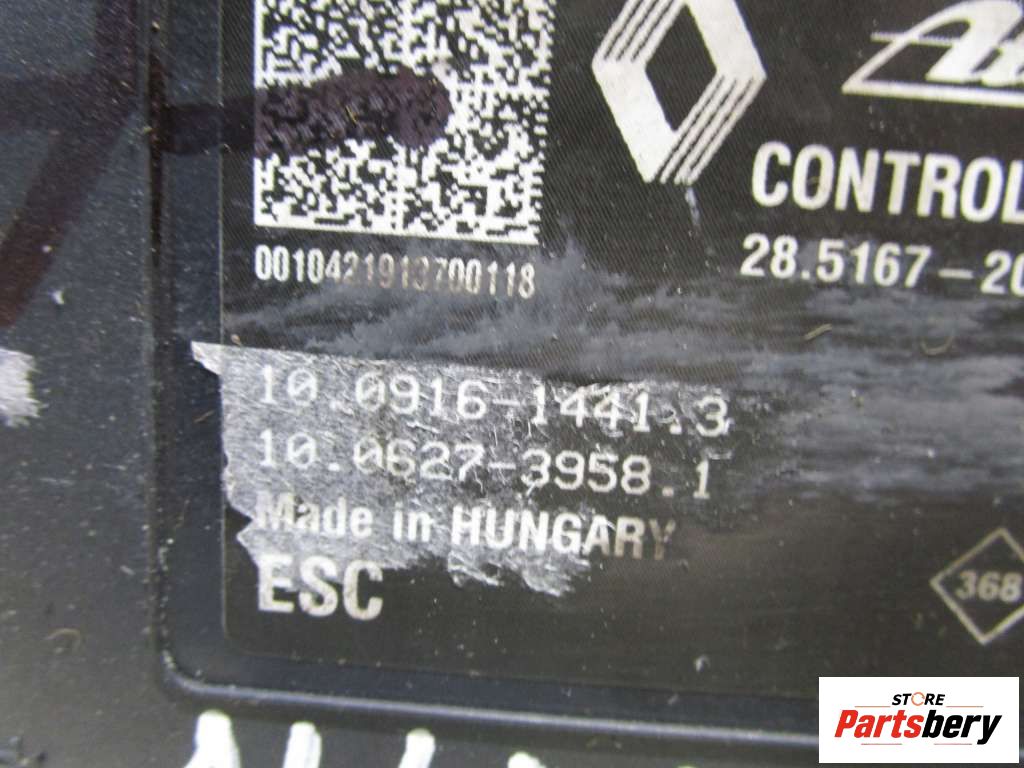 CONTROL
28.5167-20
0010421913700118
10.0916-1441.3
10.0627-3958.1
Made in HUNGARY
ESC
368
STORE
Partsbery